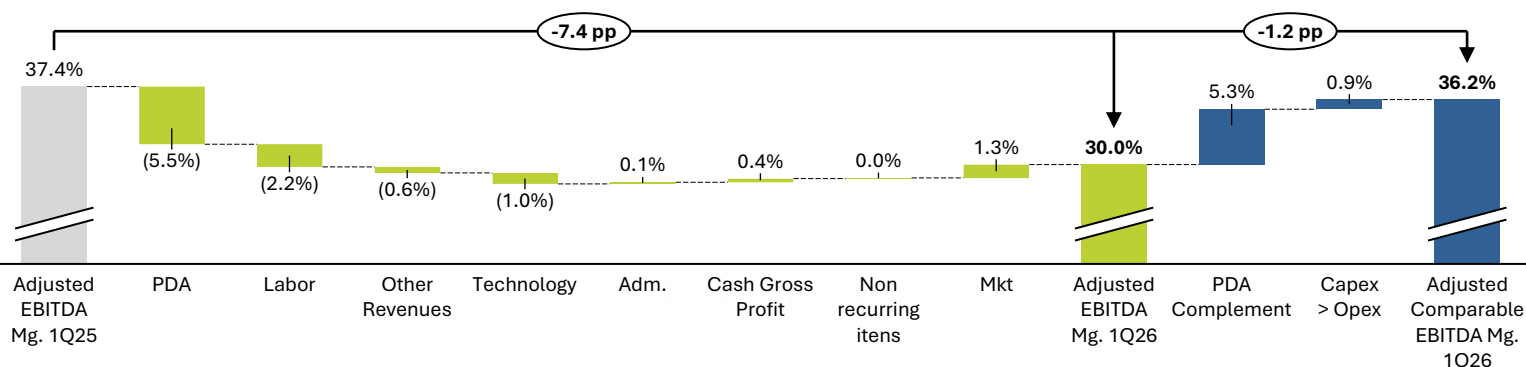 -7.4 pp
-1.2 pp
37.4%
(5.5%)
(2.2%)
(0.6%)
(1.0%)
0.1%
0.4%
0.0%
1.3%
30.0%
5.3%
0.9%
36.2%
Adjusted
EBITDA
Mg. 1Q25
PDA
Labor
Other
Revenues
Technology
Adm.
Cash Gross
Profit
Non
recurring
itens
Mkt
Adjusted
EBITDA
Mg. 1Q26
PDA
Complement
Capex
> Opex
Adjusted
Comparable
EBITDA Mg.
1Q26